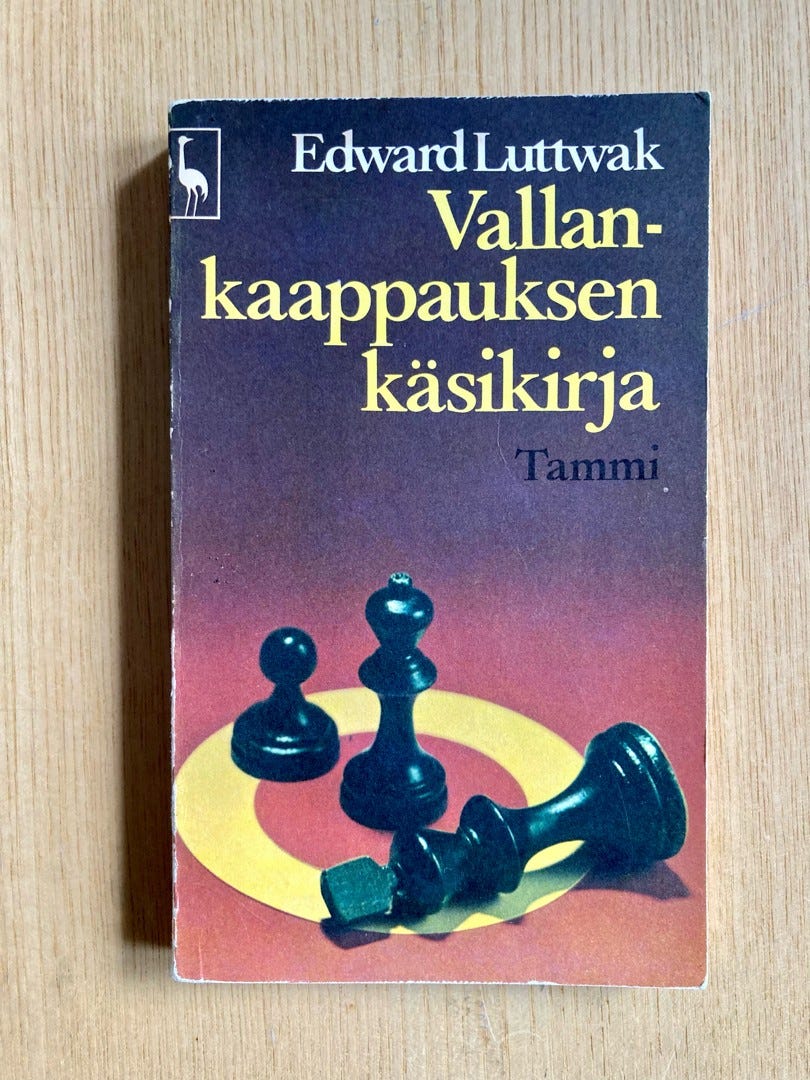 Edward Luttwak
Vallan-
kaappauksen
käsikirja
Tammi